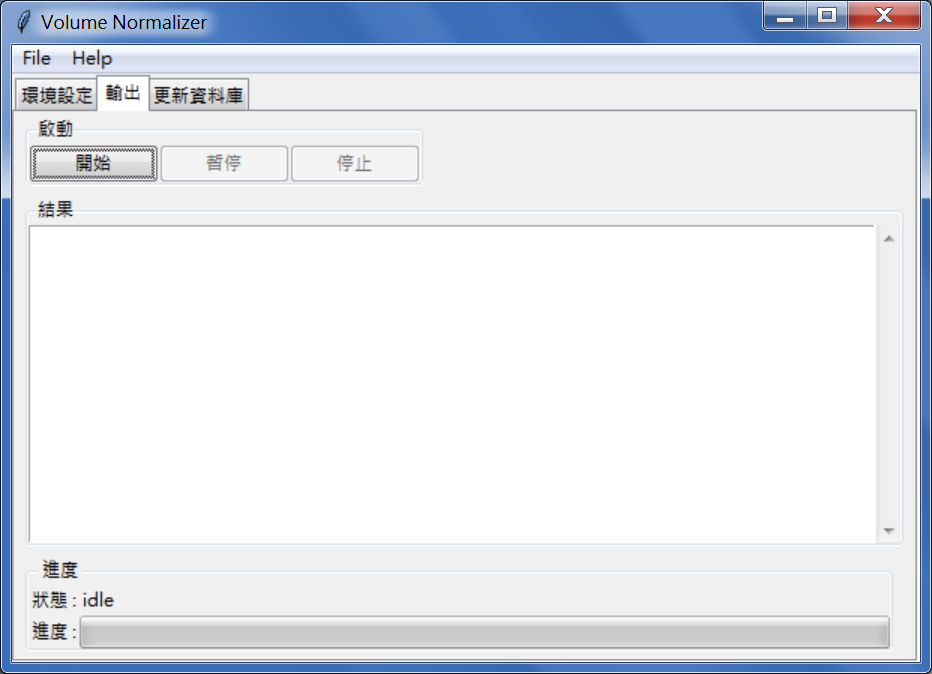 Volume Normalizer
File Help
環境設定 輸出 更新資料庫
啟動
開始 暫停 停止
結果
進度
狀態 : idle
進度 :